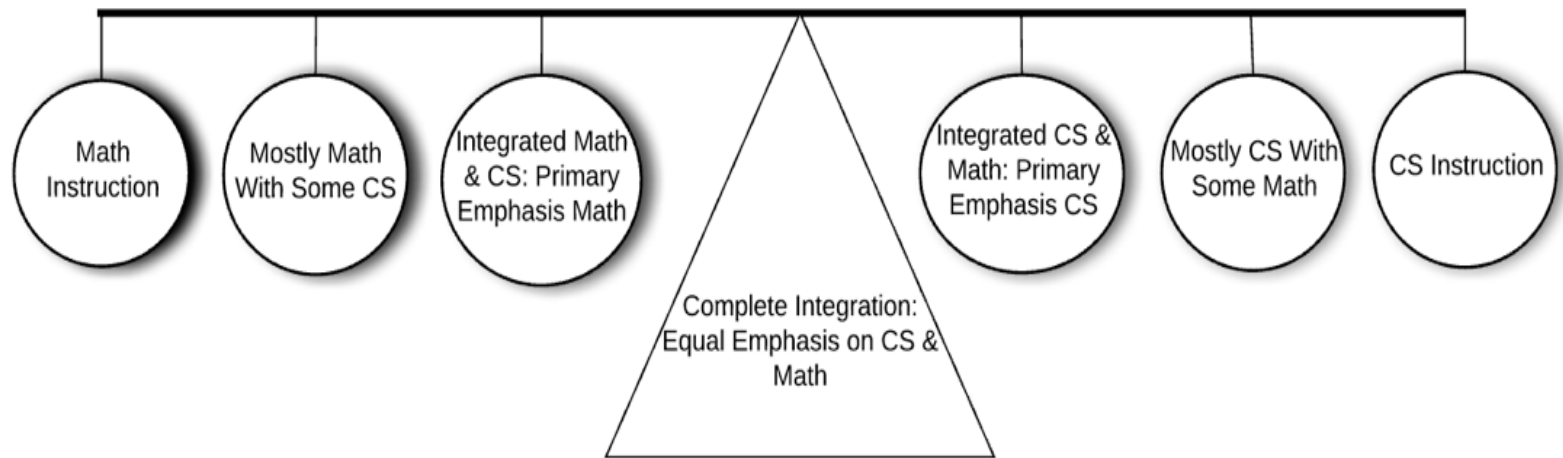 Math
Instruction
Mostly Math
With Some CS
Integrated Math
& CS: Primary
Emphasis Math
Complete Integration:
Equal Emphasis on CS &
Math
Integrated CS &
Math: Primary
Emphasis CS
Mostly CS With
Some Math
CS Instruction